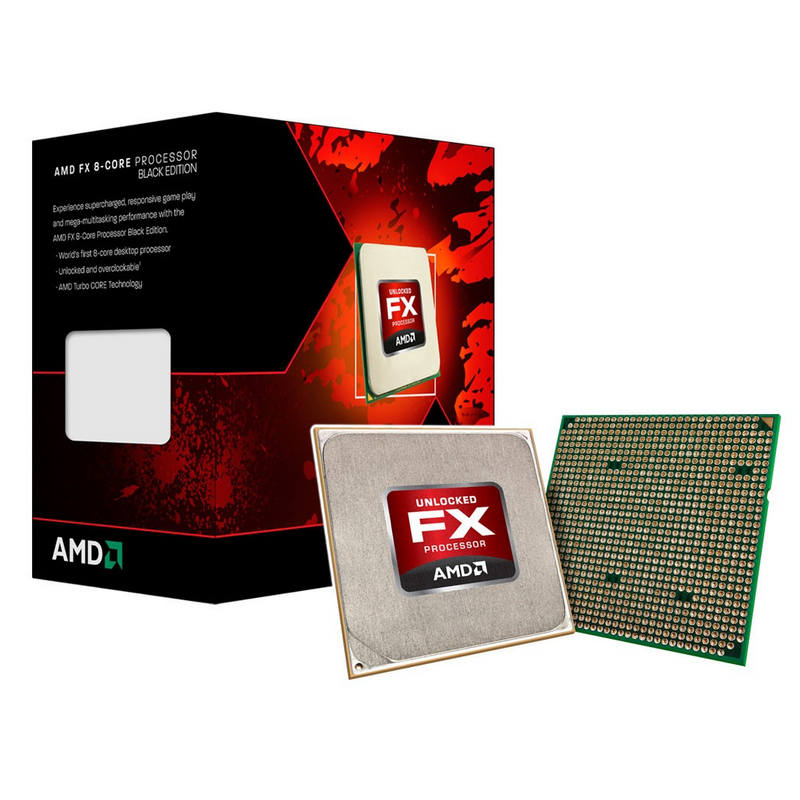 AMD FX 8-CORE PROCESSOR
BLACK EDITION
Experience supercharged, responsive game play
and mega-multitasking performance with the
AMD FX 8-Core Processor Black Edition.
· World's first 8-core desktop processor
· Unlocked and overclockable¹
· AMD Turbo CORE Technology
UNLOCKED
FX
PROCESSOR
AMD
AMD
UNLOCKED
FX
PROCESSOR
AMD